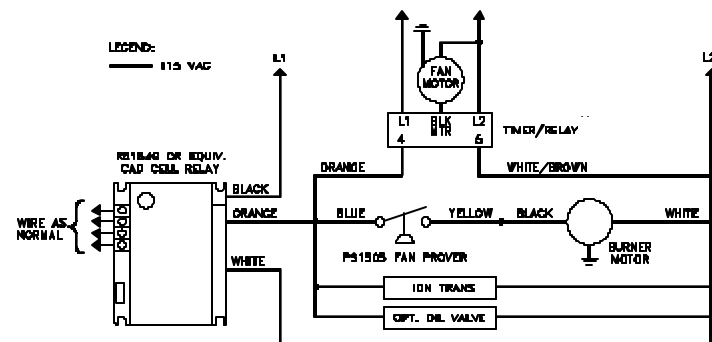 LEGEND:
115 VAC
L1
L2
FAN
MOTOR
L1 BLK L2
4 MTR 6
TIMER/RELAY
R8184G OR EQUIV.
CAD CELL RELAY
ORANGE
WHITE/BROWN
BLACK
ORANGE
BLUE
YELLOW
BLACK
WHITE
WIRE AS
NORMAL
WHITE
PS1505 FAN PROVER
BURNER
MOTOR
ION TRANS
OPT. OIL VALVE